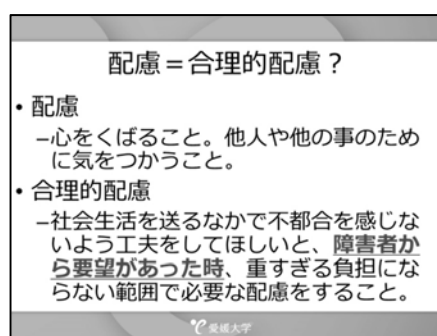 配慮＝合理的配慮？
• 配慮
–心をくばること。他人や他の事のため
に気をつかうこと。
• 合理的配慮
–社会生活を送るなかで不都合を感じな
いよう工夫をしてほしいと、障害者か
ら要望があった時、重すぎる負担にな
らない範囲で必要な配慮をすること。
愛媛大学